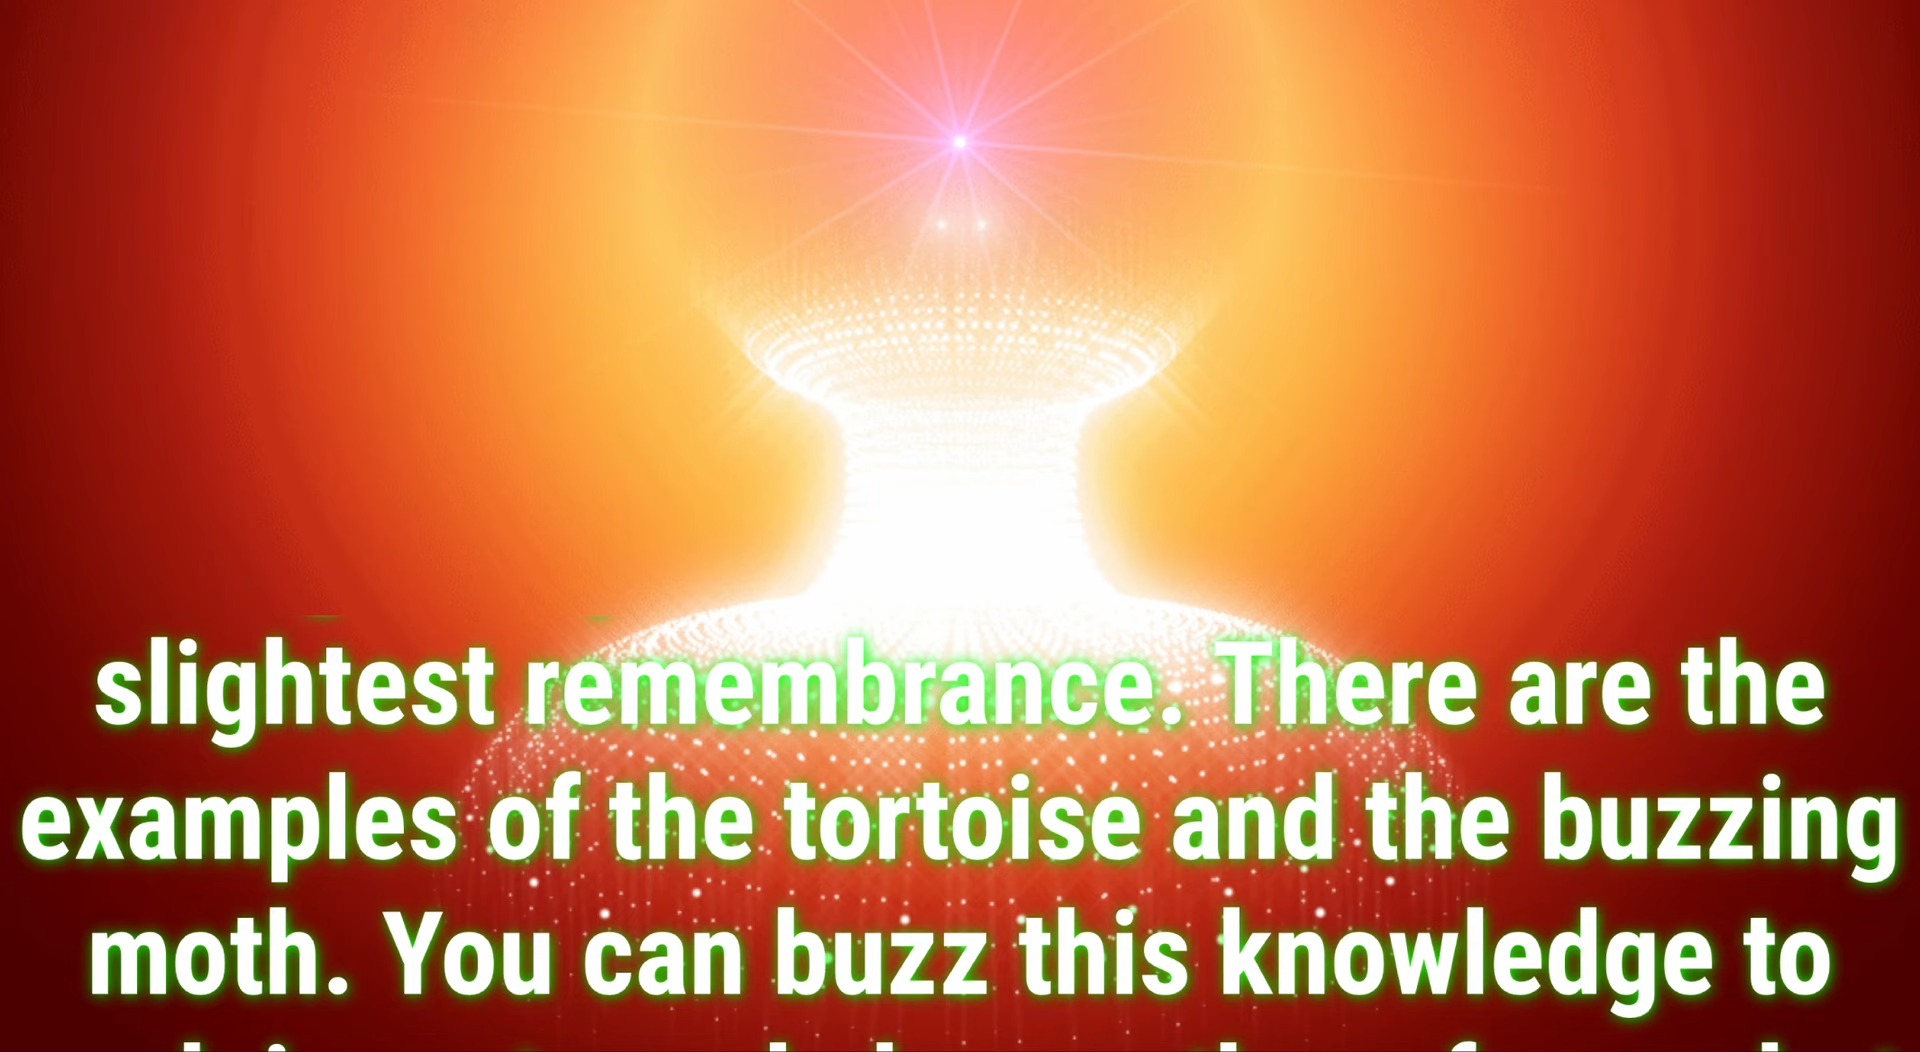 slightest remembrance. There are the
examples of the tortoise and the buzzing
moth. You can buzz this knowledge to